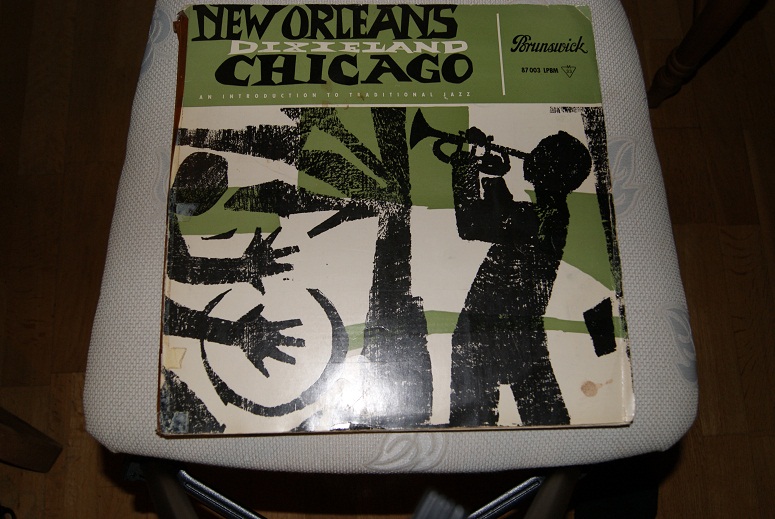 NEW ORLEANS
DIXIELAND
CHICAGO
AN INTRODUCTION TO TRADITIONAL JAZZ
Brunswick
87 003 LPBM